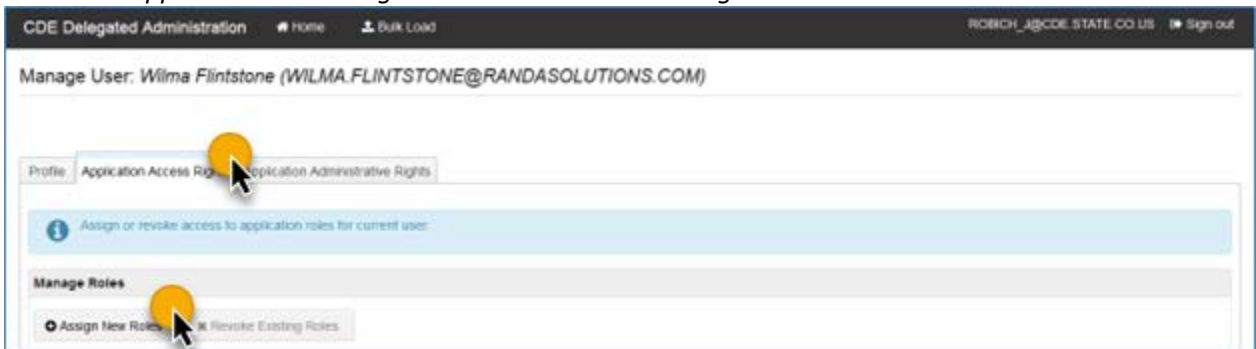 CDE Delegated Administration Home Bulk Load ROBICH_J@CDE.STATE.CO.US Sign out
Manage User: Wilma Flintstone (WILMA.FLINTSTONE@RANDASOLUTIONS.COM)
Profile Application Access Rig plication Administrative Rights
Assign or revoke access to application roles for current user.
Manage Roles
Assign New Roles Revoke Existing Roles